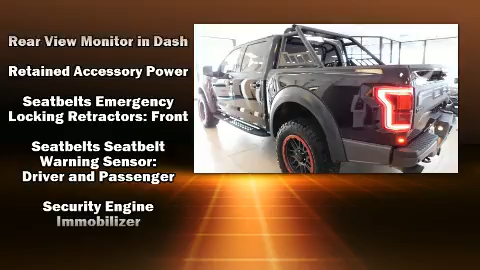 Rear View Monitor in Dash
Retained Accessory Power
Seatbelts Emergency
Locking Retractors: Front
Seatbelts Seatbelt
Warning Sensor:
Driver and Passenger
Security Engine
Immobilizer